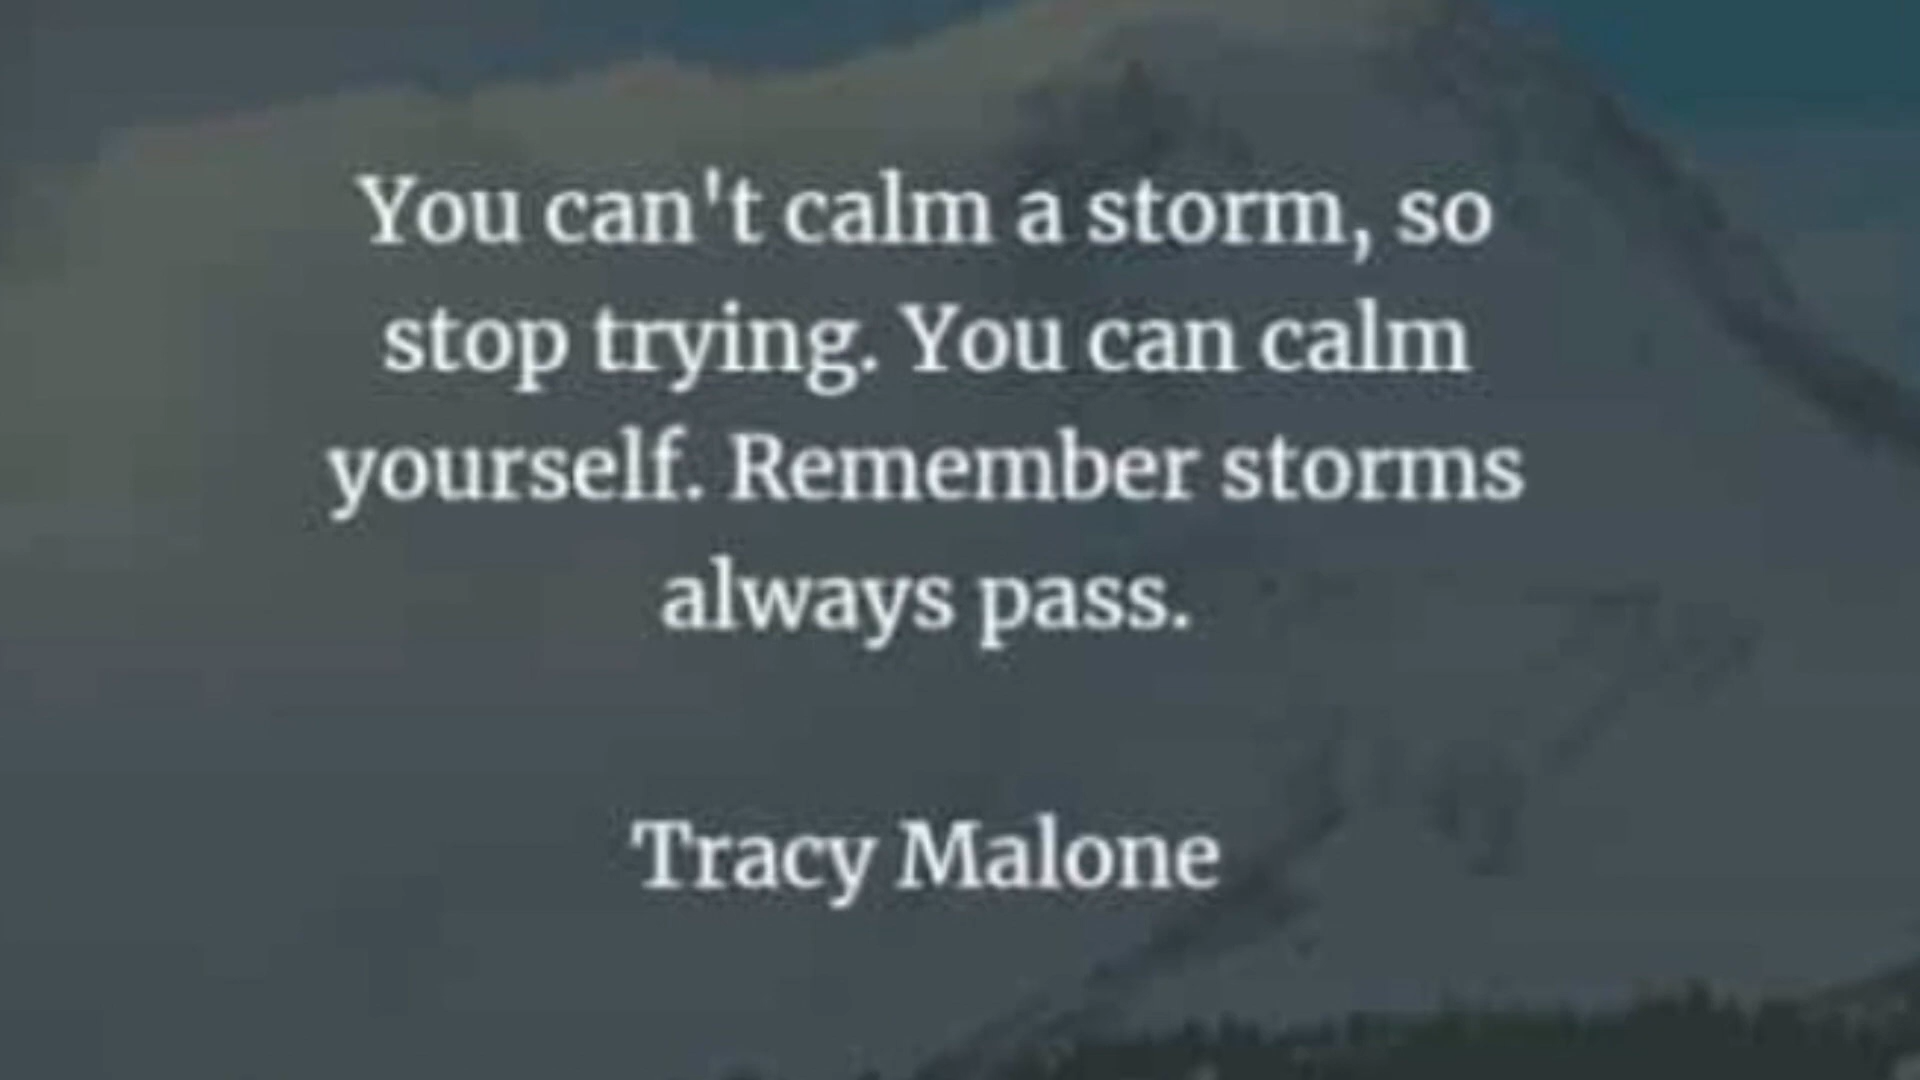 You can't calm a storm, so
stop trying. You can calm
yourself. Remember storms
always pass.
Tracy Malone